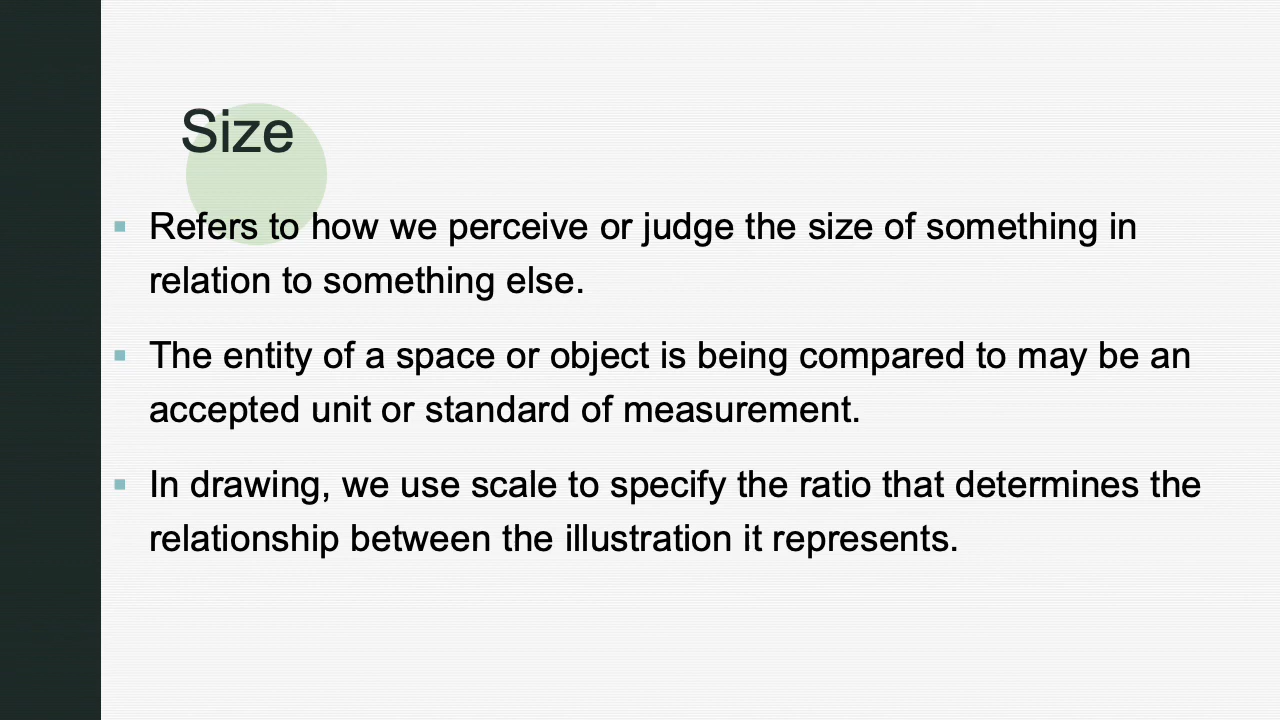 Size
▪ Refers to how we perceive or judge the size of something in
relation to something else.
▪ The entity of a space or object is being compared to may be an
accepted unit or standard of measurement.
▪ In drawing, we use scale to specify the ratio that determines the
relationship between the illustration it represents.